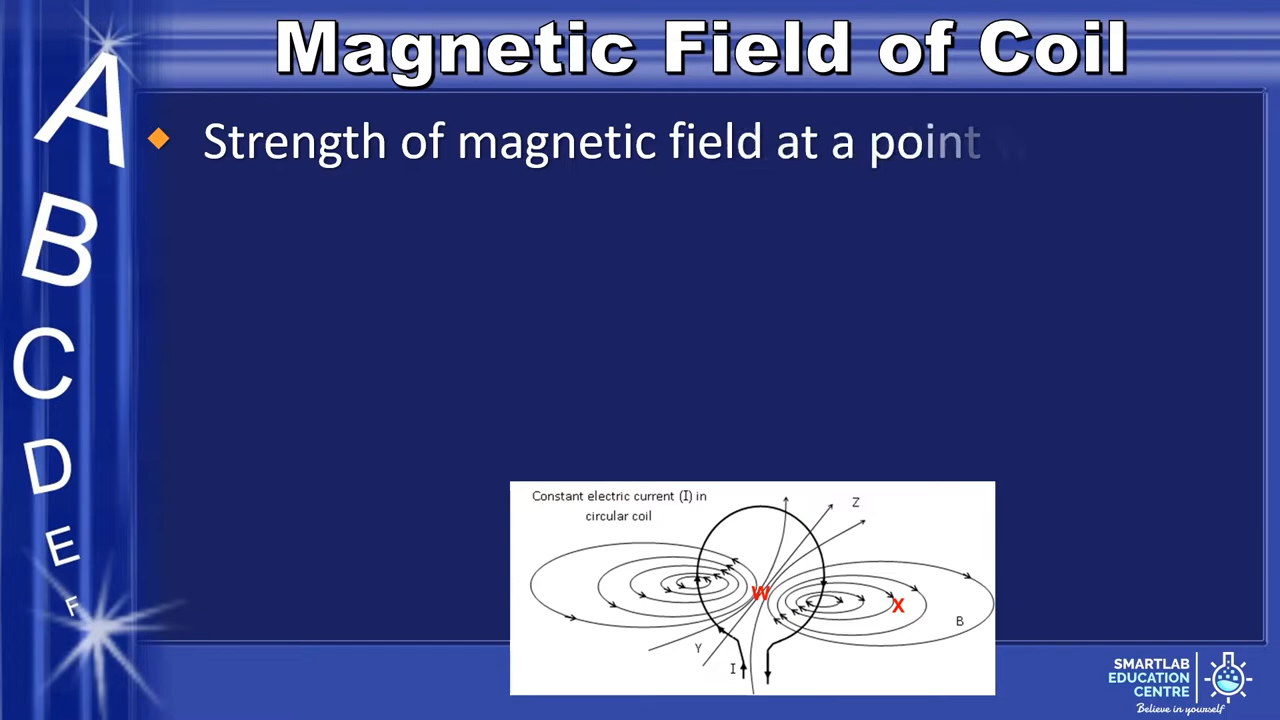 Magnetic Field of Coil
A
B
C
D
E
F
Strength of magnetic field at a point
Constant electric current (I) in
circular coil
Z
W
X
B
Y
I
SMARTLAB
EDUCATION
CENTRE
Believe in yourself